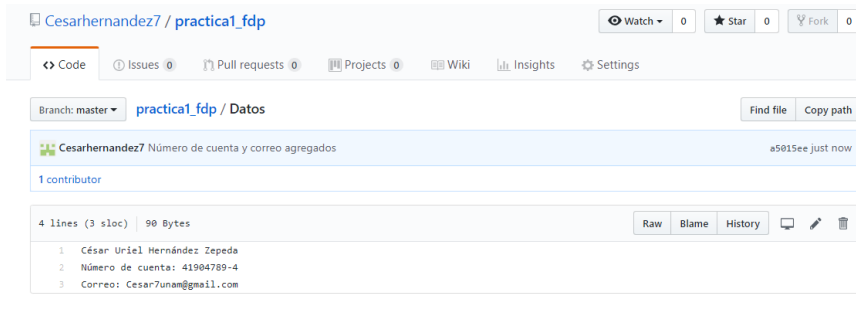 Cesarhernandez7 / practica1_fdp
Watch 0 Star 0 Fork 0
Code Issues 0 Pull requests 0 Projects 0 Wiki Insights Settings
Branch: master practica1_fdp / Datos Find file Copy path
Cesarhernandez7 Número de cuenta y correo agregados a5015ee just now
1 contributor
4 lines (3 sloc) 90 Bytes Raw Blame History
1 César Uriel Hernández Zepeda
2 Número de cuenta: 41904789-4
3 Correo: Cesar7unam@gmail.com